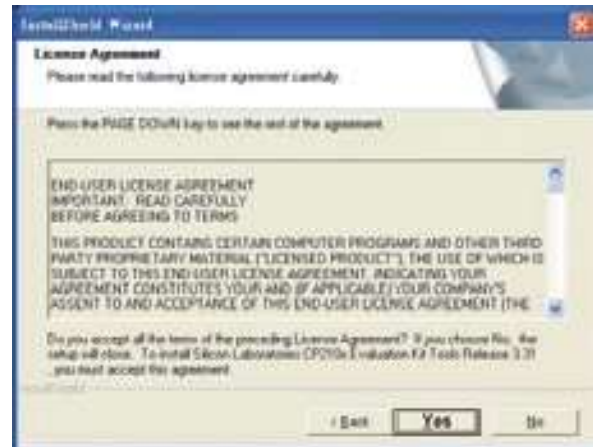 InstallShield Wizard
License Agreement
Please read the following license agreement carefully.
Press the PAGE DOWN key to see the rest of the agreement.
END-USER LICENSE AGREEMENT
IMPORTANT: READ CAREFULLY
BEFORE AGREEING TO TERMS
THIS PRODUCT CONTAINS CERTAIN COMPUTER PROGRAMS AND OTHER THIRD
PARTY PROPRIETARY MATERIAL ("LICENSED PRODUCT"), THE USE OF WHICH IS
SUBJECT TO THIS END-USER LICENSE AGREEMENT. INDICATING YOUR
AGREEMENT CONSTITUTES YOUR AND (IF APPLICABLE) YOUR COMPANY'S
ASSENT TO AND ACCEPTANCE OF THIS END-USER LICENSE AGREEMENT (THE
Do you accept all the terms of the preceding License Agreement? If you choose No, the
setup will close. To install Silicon Laboratories CP210x Evaluation Kit Tools Release 3.31
, you must accept this agreement.
InstallShield
< Back Yes No